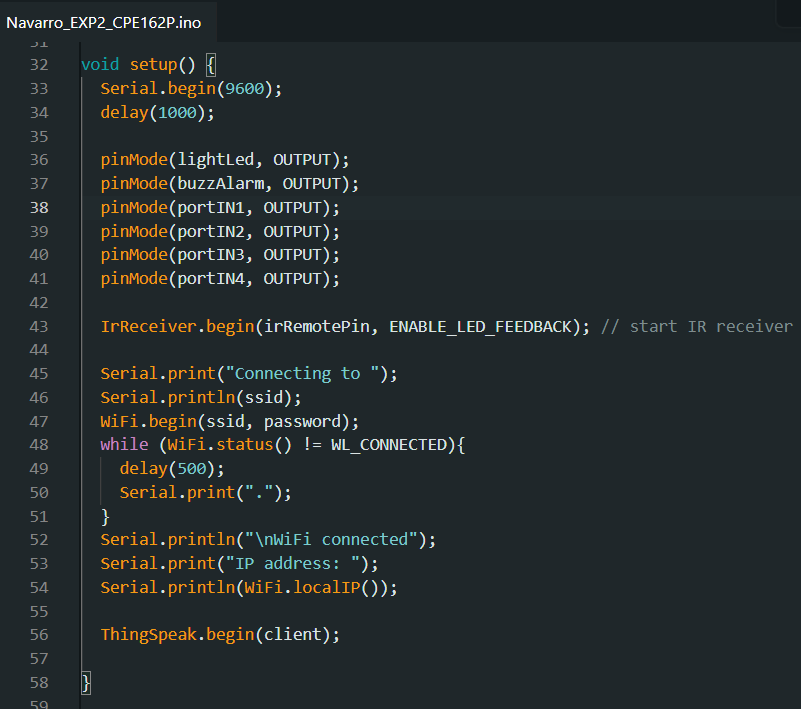 Navarro_EXP2_CPE162P.ino
31
32 void setup() {
33 Serial.begin(9600);
34 delay(1000);
35
36 pinMode(lightLed, OUTPUT);
37 pinMode(buzzAlarm, OUTPUT);
38 pinMode(portIN1, OUTPUT);
39 pinMode(portIN2, OUTPUT);
40 pinMode(portIN3, OUTPUT);
41 pinMode(portIN4, OUTPUT);
42
43 IrReceiver.begin(irRemotePin, ENABLE_LED_FEEDBACK); // start IR receiver
44
45 Serial.print("Connecting to ");
46 Serial.println(ssid);
47 WiFi.begin(ssid, password);
48 while (WiFi.status() != WL_CONNECTED){
49 delay(500);
50 Serial.print(".");
51 }
52 Serial.println("\nWiFi connected");
53 Serial.print("IP address: ");
54 Serial.println(WiFi.localIP());
55
56 ThingSpeak.begin(client);
57
58 }
59